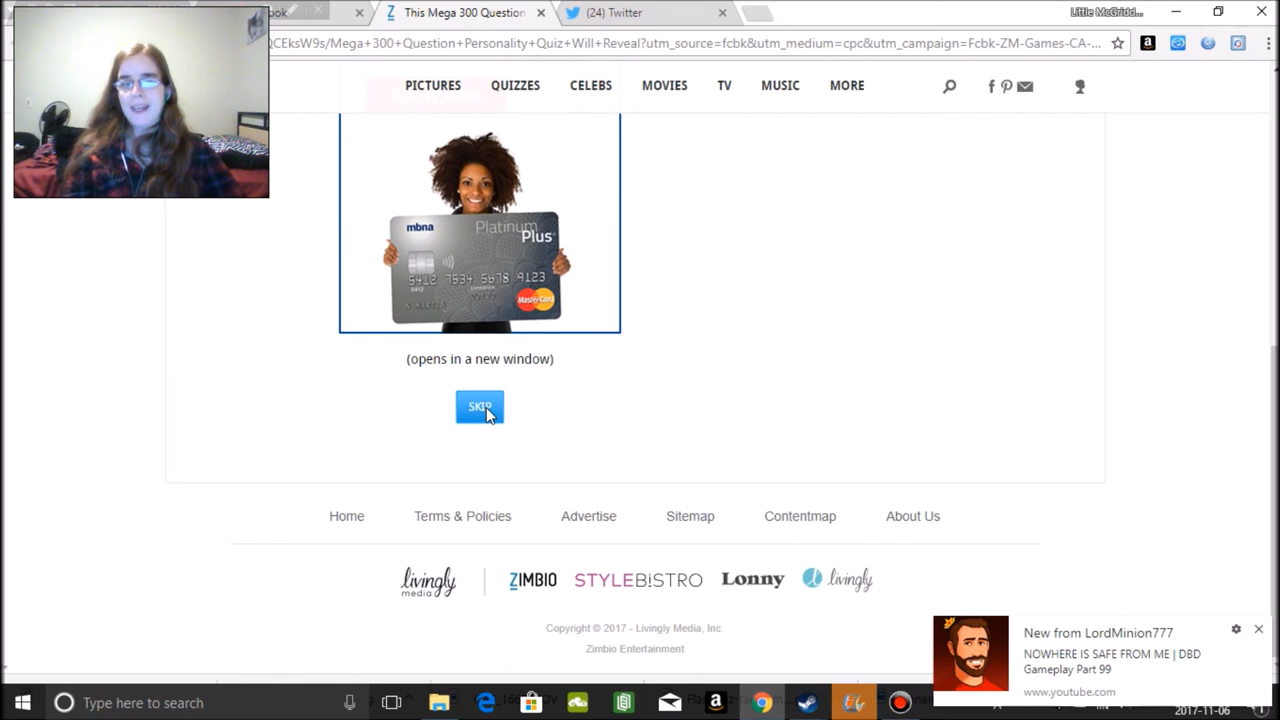 ook
This Mega 300 Question
(24) Twitter
Little McGridd...
QCEksW9s/Mega+300+Question+Personality+Quiz+Will+Reveal?utm_source=fcbk&utm_medium=cpc&utm_campaign=Fcbk-ZM-Games-CA-...
PICTURES QUIZZES CELEBS MOVIES TV MUSIC MORE
mbna Platinum
Plus
5412 7534 5678 9123
5412
MasterCard
(opens in a new window)
SKIP
Home Terms & Policies Advertise Sitemap Contentmap About Us
livingly media ZIMBIO STYLEBISTRO Lonny livingly
Copyright © 2017 - Livingly Media, Inc.
Zimbio Entertainment
New from LordMinion777
NOWHERE IS SAFE FROM ME | DBD
Gameplay Part 99
www.youtube.com
Type here to search
2017-11-06